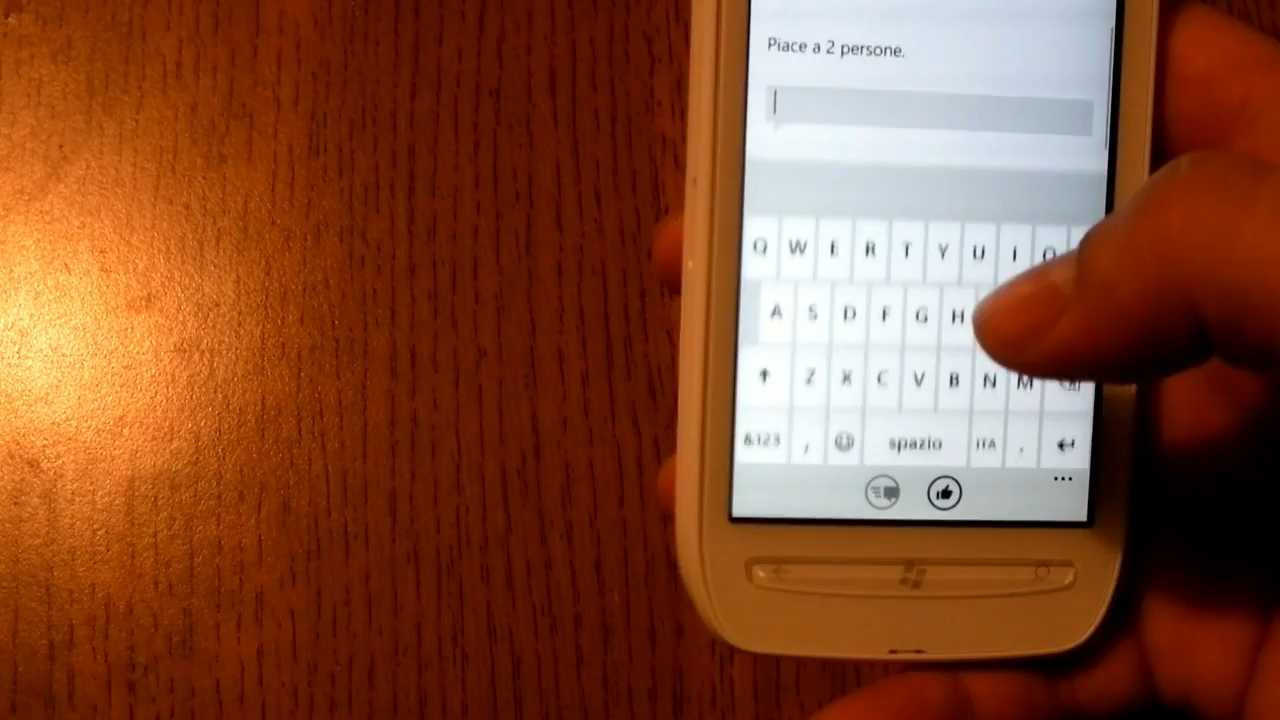 Piace a 2 persone.
Q W E R T Y U I O
A S D F G H
Z X C V B N M
&123 , spazio ITA .